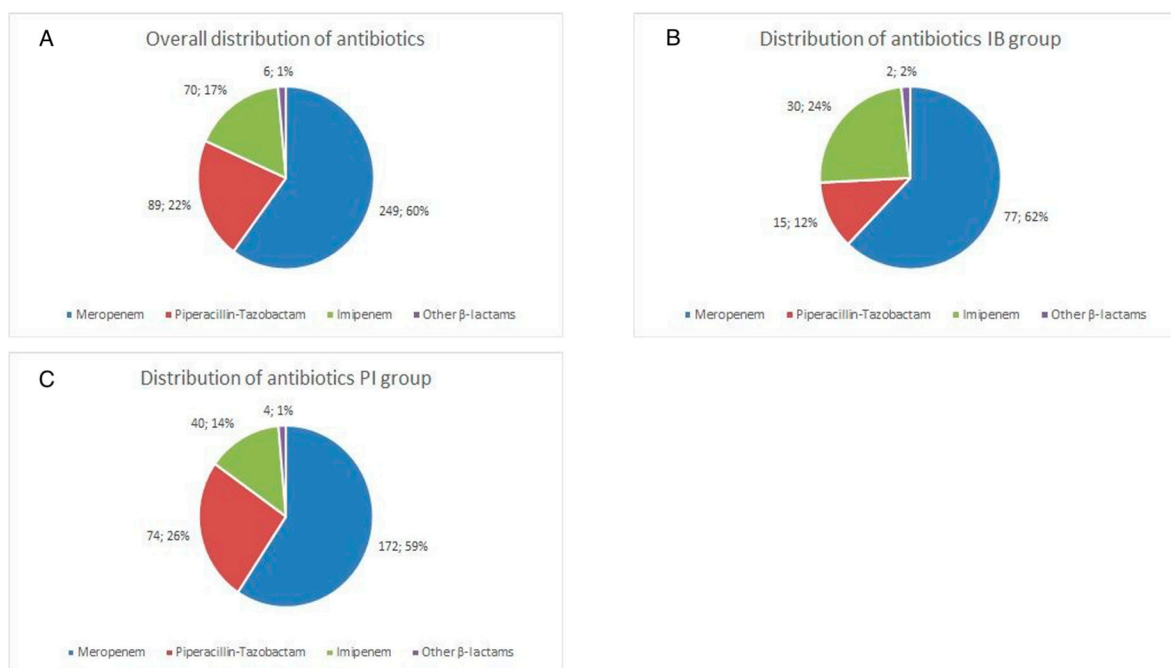 A
Overall distribution of antibiotics
6; 1%
70; 17%
89; 22%
249; 60%
Meropenem Piperacillin-Tazobactam Imipenem Other β-lactams
B
Distribution of antibiotics IB group
2; 2%
30; 24%
15; 12%
77; 62%
Meropenem Piperacillin-Tazobactam Imipenem Other β-lactams
C
Distribution of antibiotics PI group
4; 1%
40; 14%
74; 26%
172; 59%
Meropenem Piperacillin-Tazobactam Imipenem Other β-lactams